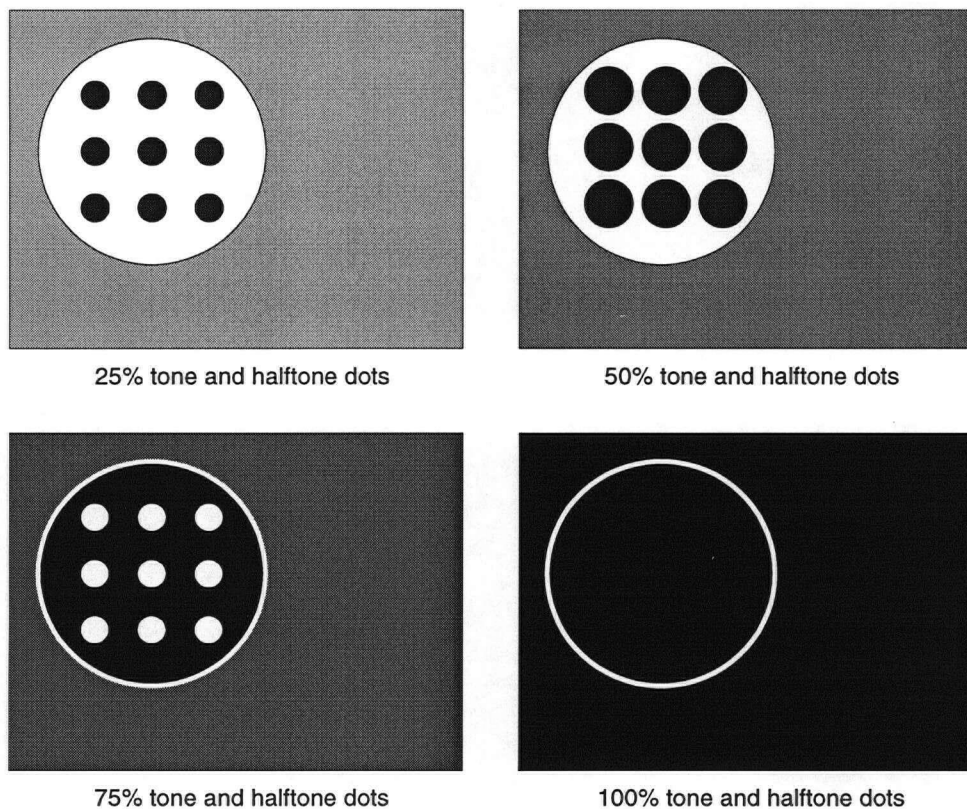 25% tone and halftone dots
50% tone and halftone dots
75% tone and halftone dots
100% tone and halftone dots